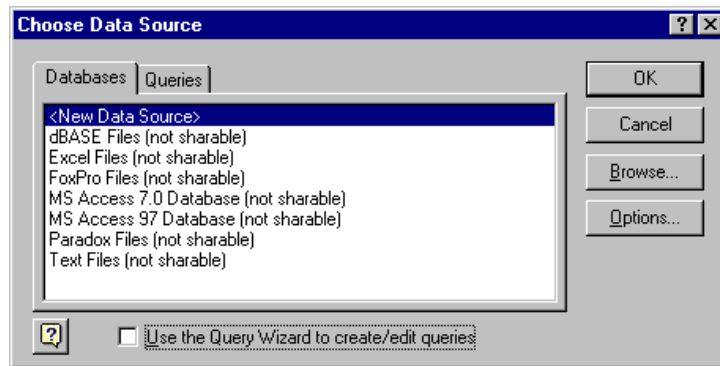 Choose Data Source
Databases
Queries
<New Data Source>
dBASE Files (not sharable)
Excel Files (not sharable)
FoxPro Files (not sharable)
MS Access 7.0 Database (not sharable)
MS Access 97 Database (not sharable)
Paradox Files (not sharable)
Text Files (not sharable)
OK
Cancel
Browse...
Options...
Use the Query Wizard to create/edit queries